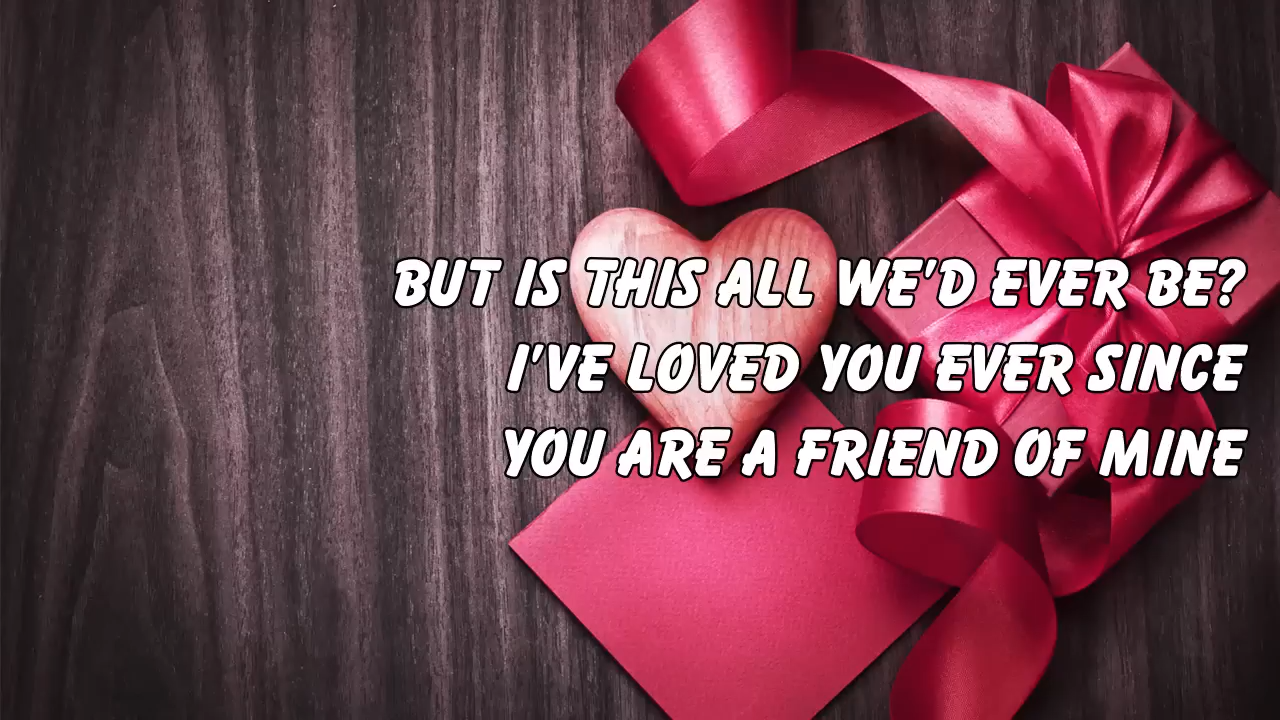 BUT IS THIS ALL WE'D EVER BE?
I'VE LOVED YOU EVER SINCE
YOU ARE A FRIEND OF MINE